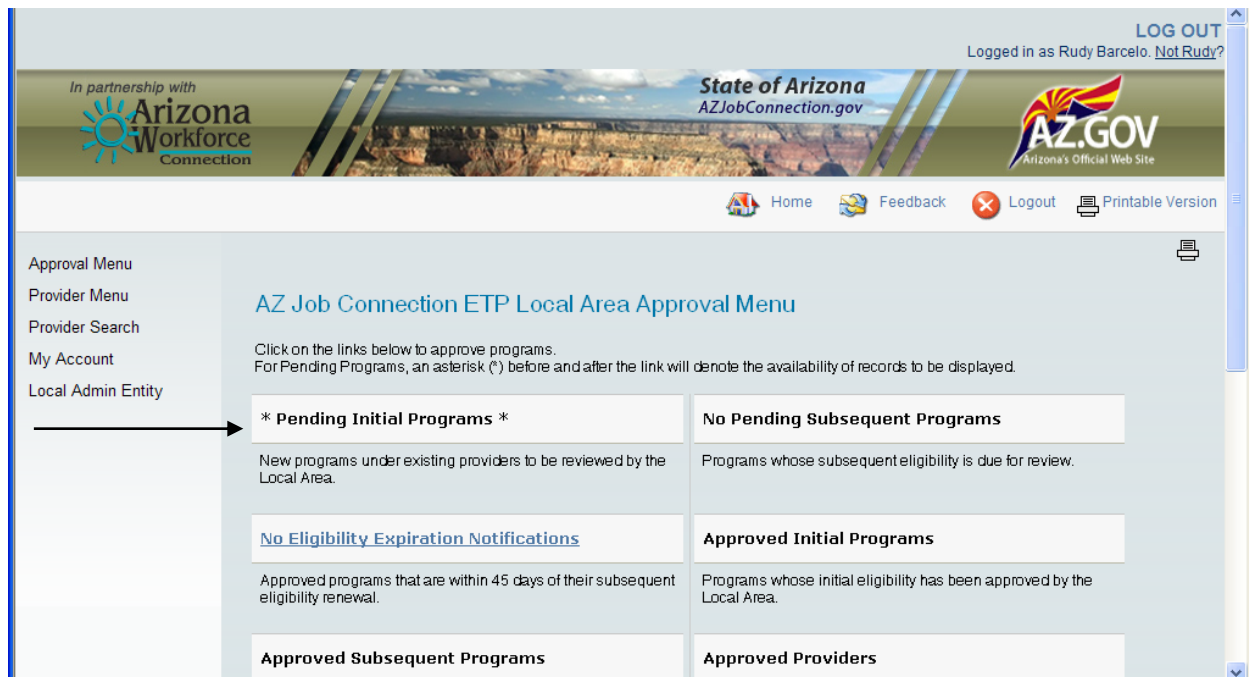 LOG OUT
Logged in as Rudy Barcelo. Not Rudy?
In partnership with
Arizona
Workforce
Connection
State of Arizona
AZJobConnection.gov
AZ.GOV
Arizona's Official Web Site
Home
Feedback
Logout
Printable Version
Approval Menu
Provider Menu
Provider Search
My Account
Local Admin Entity
AZ Job Connection ETP Local Area Approval Menu
Click on the links below to approve programs.
For Pending Programs, an asterisk (*) before and after the link will denote the availability of records to be displayed.
* Pending Initial Programs *
No Pending Subsequent Programs
New programs under existing providers to be reviewed by the
Local Area.
Programs whose subsequent eligibility is due for review.
No Eligibility Expiration Notifications
Approved Initial Programs
Approved programs that are within 45 days of their subsequent
eligibility renewal.
Programs whose initial eligibility has been approved by the
Local Area.
Approved Subsequent Programs
Approved Providers